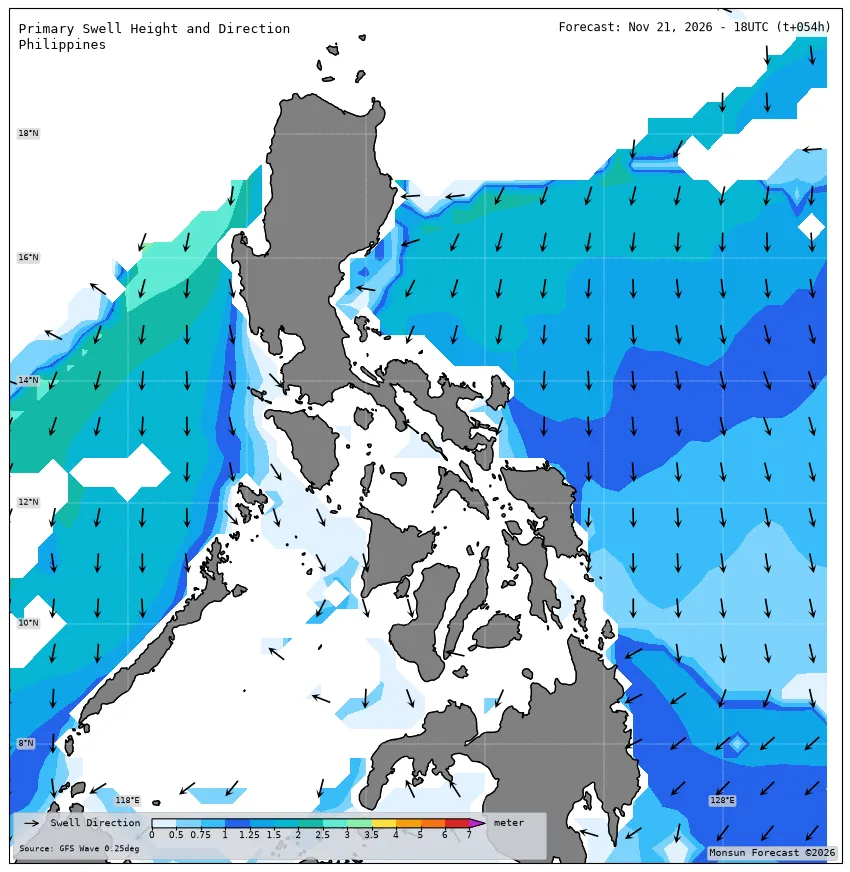 Primary Swell Height and Direction
Forecast: Nov 21, 2026 - 18UTC (t+054h)
Philippines
18°N
16°N
14°N
12°N
10°N
8°N
118°E
128°E
Swell Direction
meter
0 0.5 0.75 1 1.25 1.5 2 2.5 3 3.5 4 5 6 7
Source: GFS Wave 0.25deg
Monsun Forecast ©2026